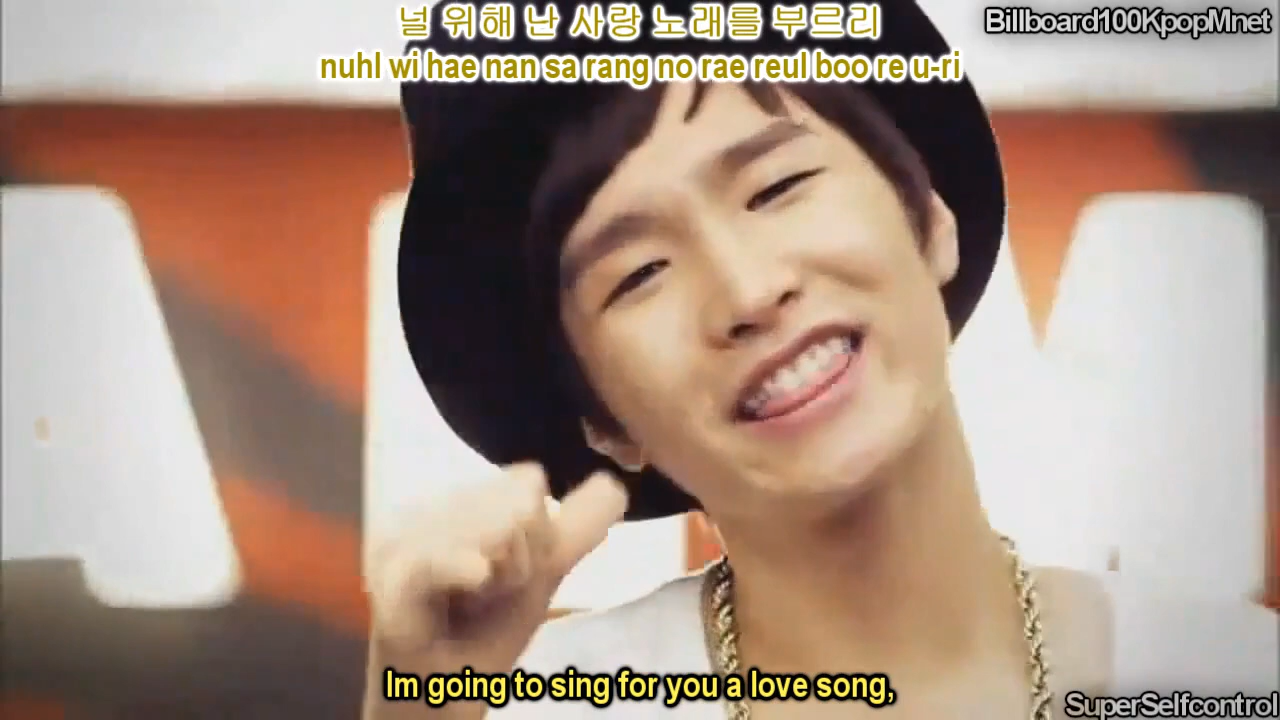 널 위해 난 사랑 노래를 부르리
Billboard100KpopMnet
nuhl wi hae nan sa rang no rae reul boo re u-ri
Im going to sing for you a love song,
SuperSelfcontrol